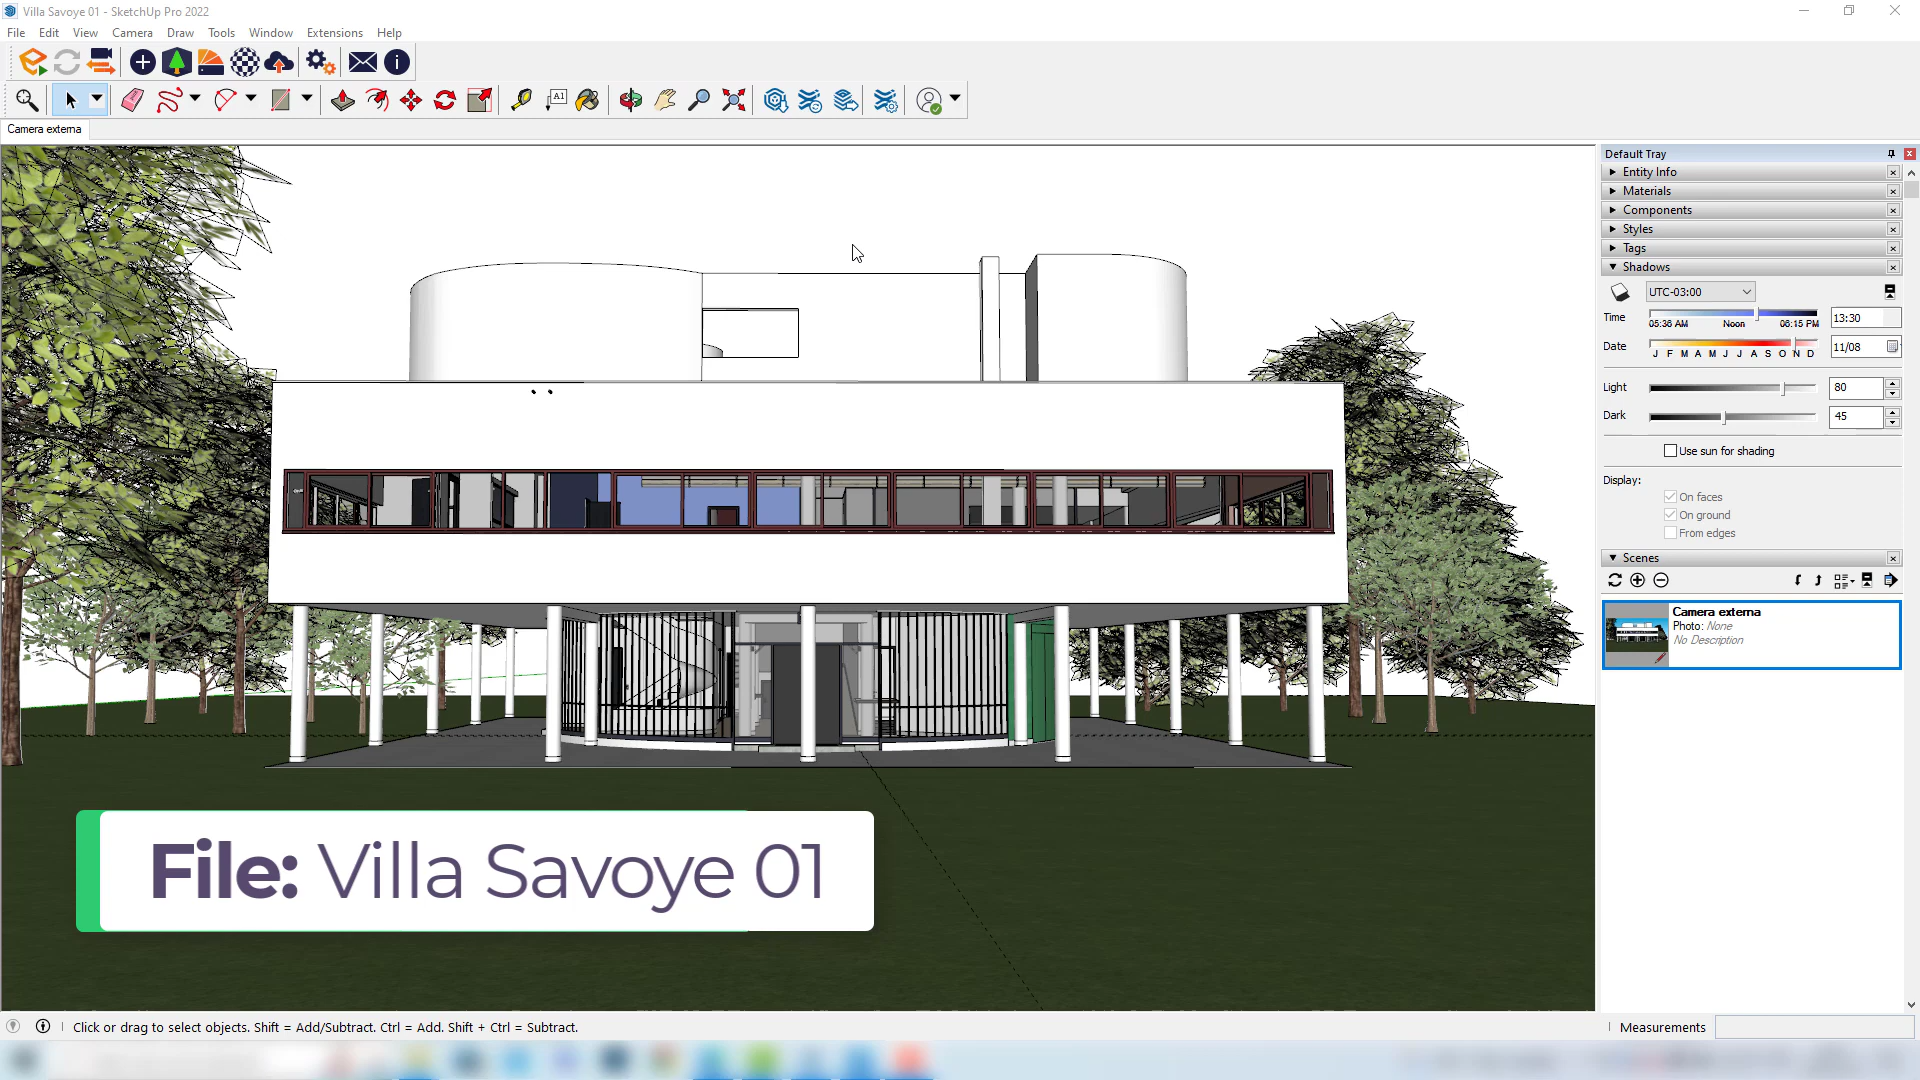 Villa Savoye 01 - SketchUp Pro 2022
File Edit View Camera Draw Tools Window Extensions Help
A1
Camera externa
Default Tray
Entity Info
Materials
Components
Styles
Tags
Shadows
UTC-03:00
Time 13:30
05:36 AM Noon 06:15 PM
Date 11/08
J F M A M J J A S O N D
Light 80
Dark 45
Use sun for shading
Display:
On faces
On ground
From edges
Scenes
Camera externa
Photo: None
No Description
File: Villa Savoye 01
Click or drag to select objects. Shift = Add/Subtract. Ctrl = Add. Shift + Ctrl = Subtract.
Measurements